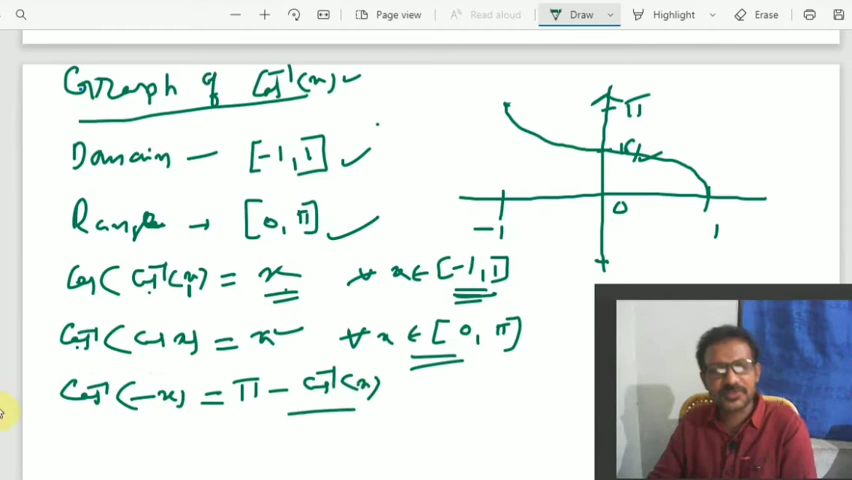 Page view
Read aloud
Draw
Highlight
Erase
Graph of Cos⁻¹(x)
Domain — [-1, 1]
Range → [0, π]
Cos(Cos⁻¹(x)) = x ∀ x ∈ [-1, 1]
Cos⁻¹(Cos x) = x ∀ x ∈ [0, π]
Cos⁻¹(-x) = π - Cos⁻¹(x)
π
0
-1
1